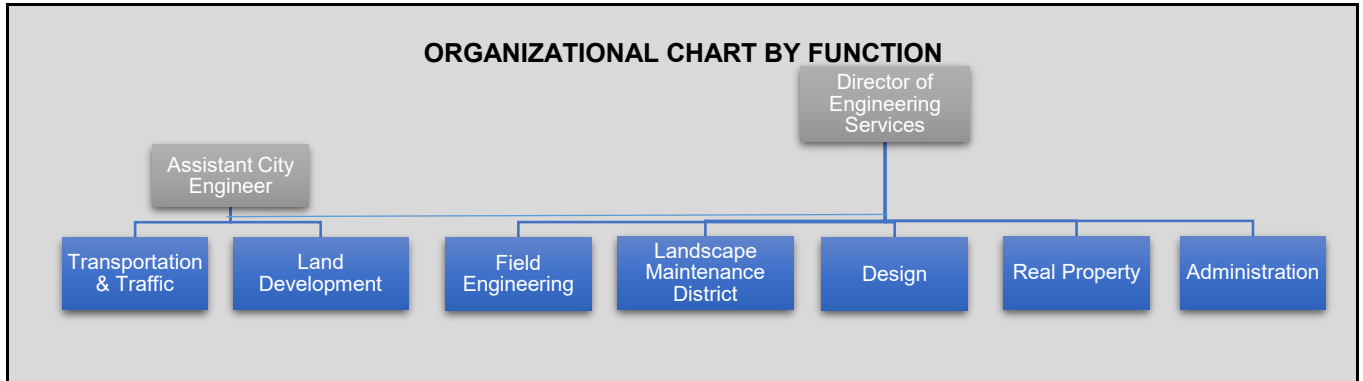 ORGANIZATIONAL CHART BY FUNCTION
Director of
Engineering
Services
Assistant City
Engineer
Transportation
& Traffic
Land
Development
Field
Engineering
Landscape
Maintenance
District
Design
Real Property
Administration